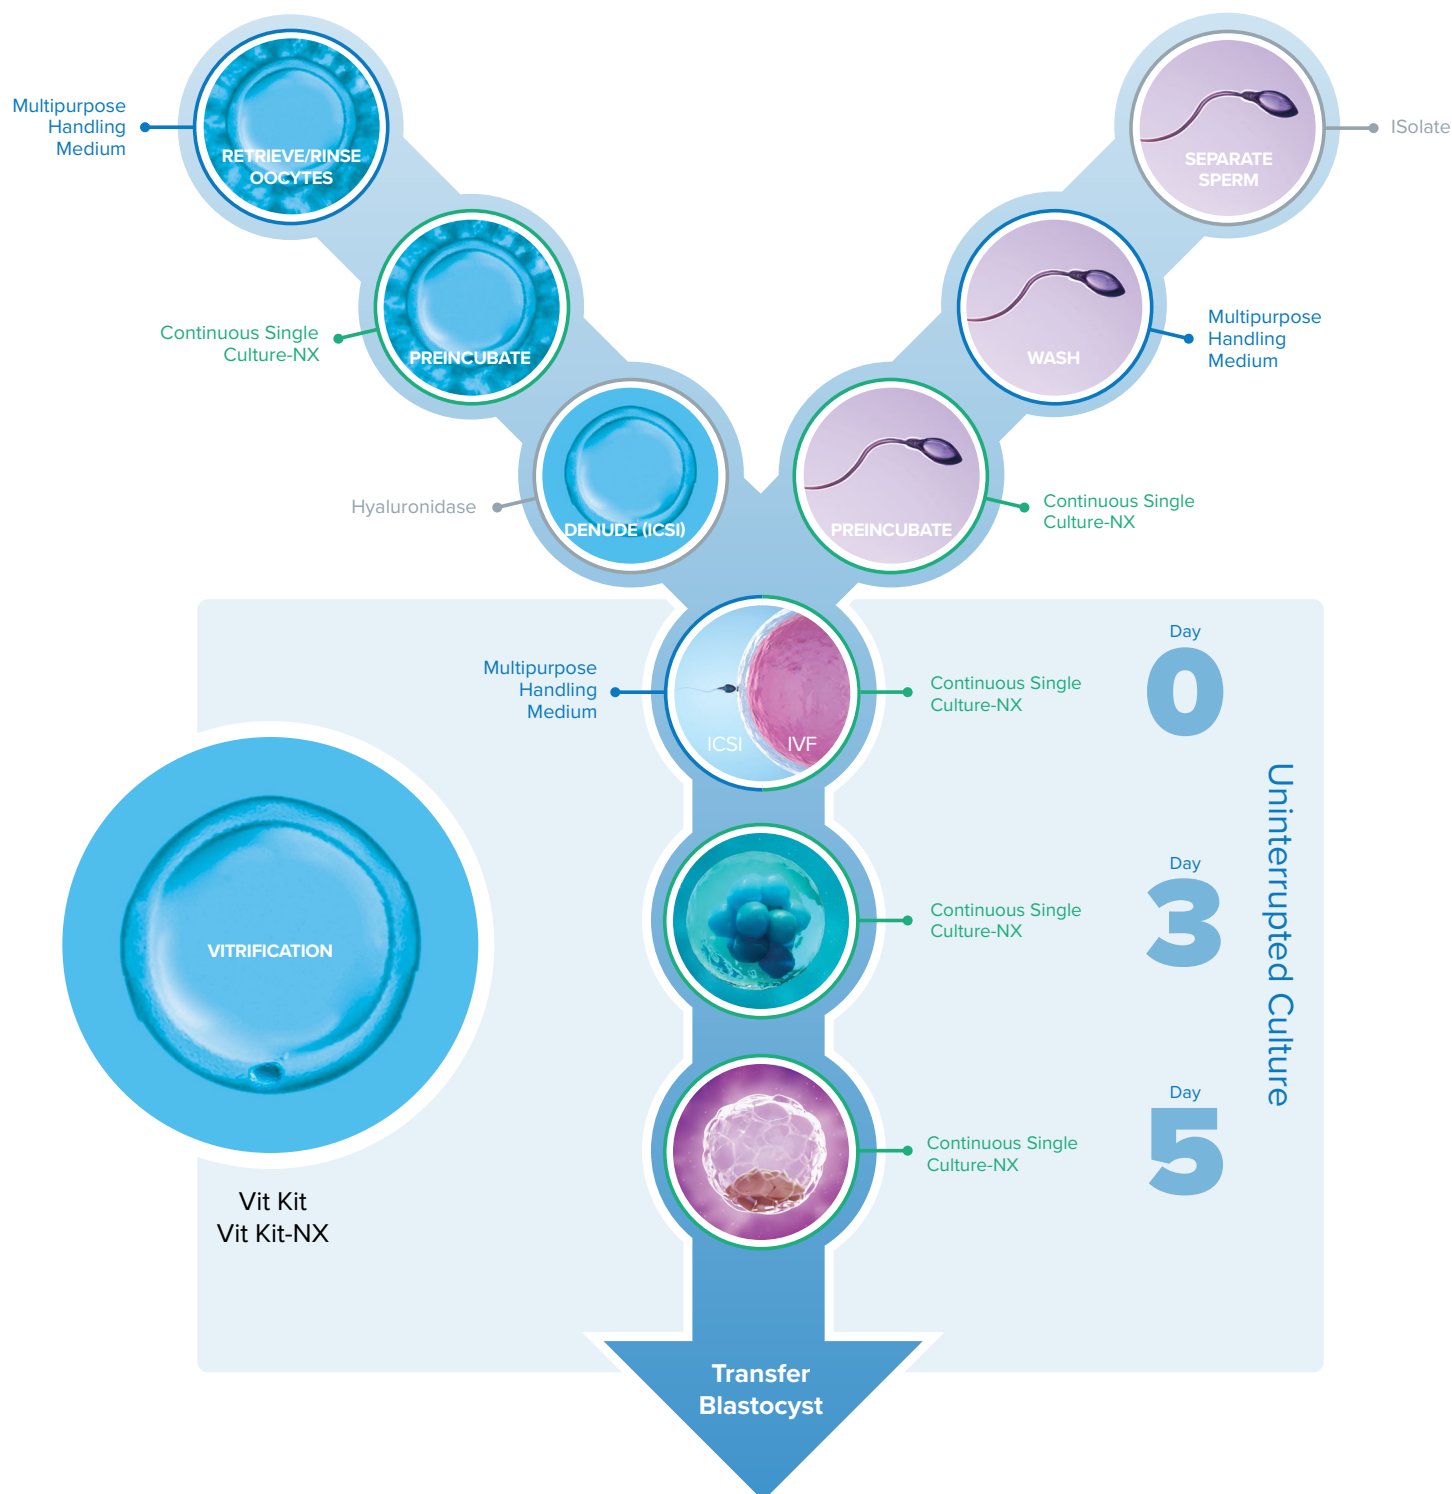 Multipurpose
Handling
Medium
RETRIEVE/RINSE
OOCYTES
SEPARATE
SPERM
ISolate
Continuous Single
Culture-NX
PREINCUBATE
WASH
Multipurpose
Handling
Medium
Hyaluronidase
DENUDE (ICSI)
PREINCUBATE
Continuous Single
Culture-NX
Multipurpose
Handling
Medium
ICSI
IVF
Continuous Single
Culture-NX
Day
0
Uninterrupted Culture
VITRIFICATION
Continuous Single
Culture-NX
Day
3
Continuous Single
Culture-NX
Day
5
Vit Kit
Vit Kit-NX
Transfer
Blastocyst